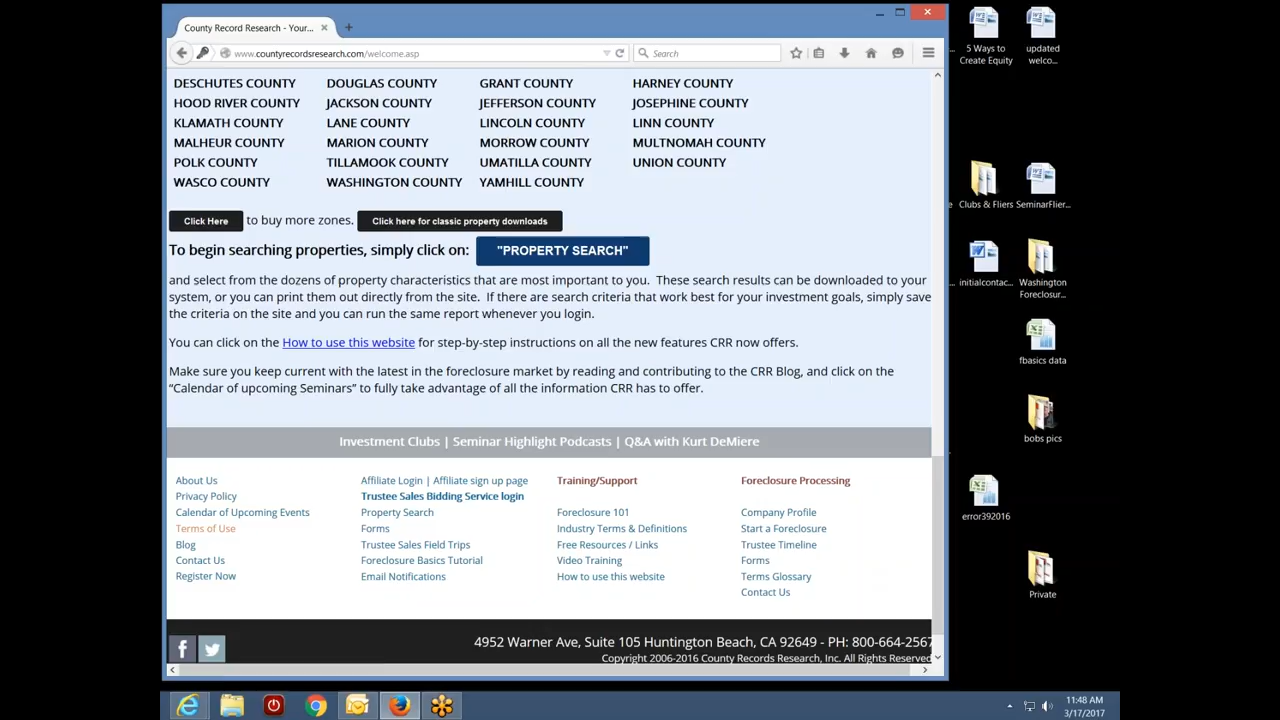 County Record Research - Your...
www.countyrecordsresearch.com/welcome.asp
Search
DESCHUTES COUNTY DOUGLAS COUNTY GRANT COUNTY HARNEY COUNTY
HOOD RIVER COUNTY JACKSON COUNTY JEFFERSON COUNTY JOSEPHINE COUNTY
KLAMATH COUNTY LANE COUNTY LINCOLN COUNTY LINN COUNTY
MALHEUR COUNTY MARION COUNTY MORROW COUNTY MULTNOMAH COUNTY
POLK COUNTY TILLAMOOK COUNTY UMATILLA COUNTY UNION COUNTY
WASCO COUNTY WASHINGTON COUNTY YAMHILL COUNTY
Click Here to buy more zones. Click here for classic property downloads
To begin searching properties, simply click on: "PROPERTY SEARCH"
and select from the dozens of property characteristics that are most important to you. These search results can be downloaded to your
system, or you can print them out directly from the site. If there are search criteria that work best for your investment goals, simply save
the criteria on the site and you can run the same report whenever you login.
You can click on the How to use this website for step-by-step instructions on all the new features CRR now offers.
Make sure you keep current with the latest in the foreclosure market by reading and contributing to the CRR Blog, and click on the
“Calendar of upcoming Seminars” to fully take advantage of all the information CRR has to offer.
Investment Clubs | Seminar Highlight Podcasts | Q&A with Kurt DeMiere
About Us
Privacy Policy
Calendar of Upcoming Events
Terms of Use
Blog
Contact Us
Register Now
Affiliate Login | Affiliate sign up page
Trustee Sales Bidding Service login
Property Search
Forms
Trustee Sales Field Trips
Foreclosure Basics Tutorial
Email Notifications
Training/Support
Foreclosure 101
Industry Terms & Definitions
Free Resources / Links
Video Training
How to use this website
Foreclosure Processing
Company Profile
Start a Foreclosure
Trustee Timeline
Forms
Terms Glossary
Contact Us
4952 Warner Ave, Suite 105 Huntington Beach, CA 92649 - PH: 800-664-2567
Copyright 2006-2016 County Records Research, Inc. All Rights Reserved
5 Ways to
Create Equity
updated
welco...
Clubs & Fliers
SeminarFlier...
initialcontac...
Washington
Foreclosur...
fbasics data
bobs pics
error392016
Private
11:48 AM
3/17/2017